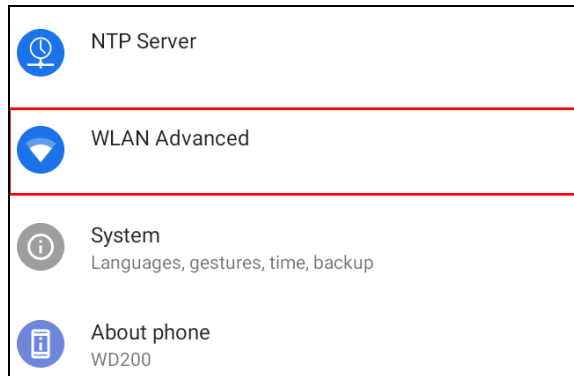 NTP Server
WLAN Advanced
System
Languages, gestures, time, backup
About phone
WD200